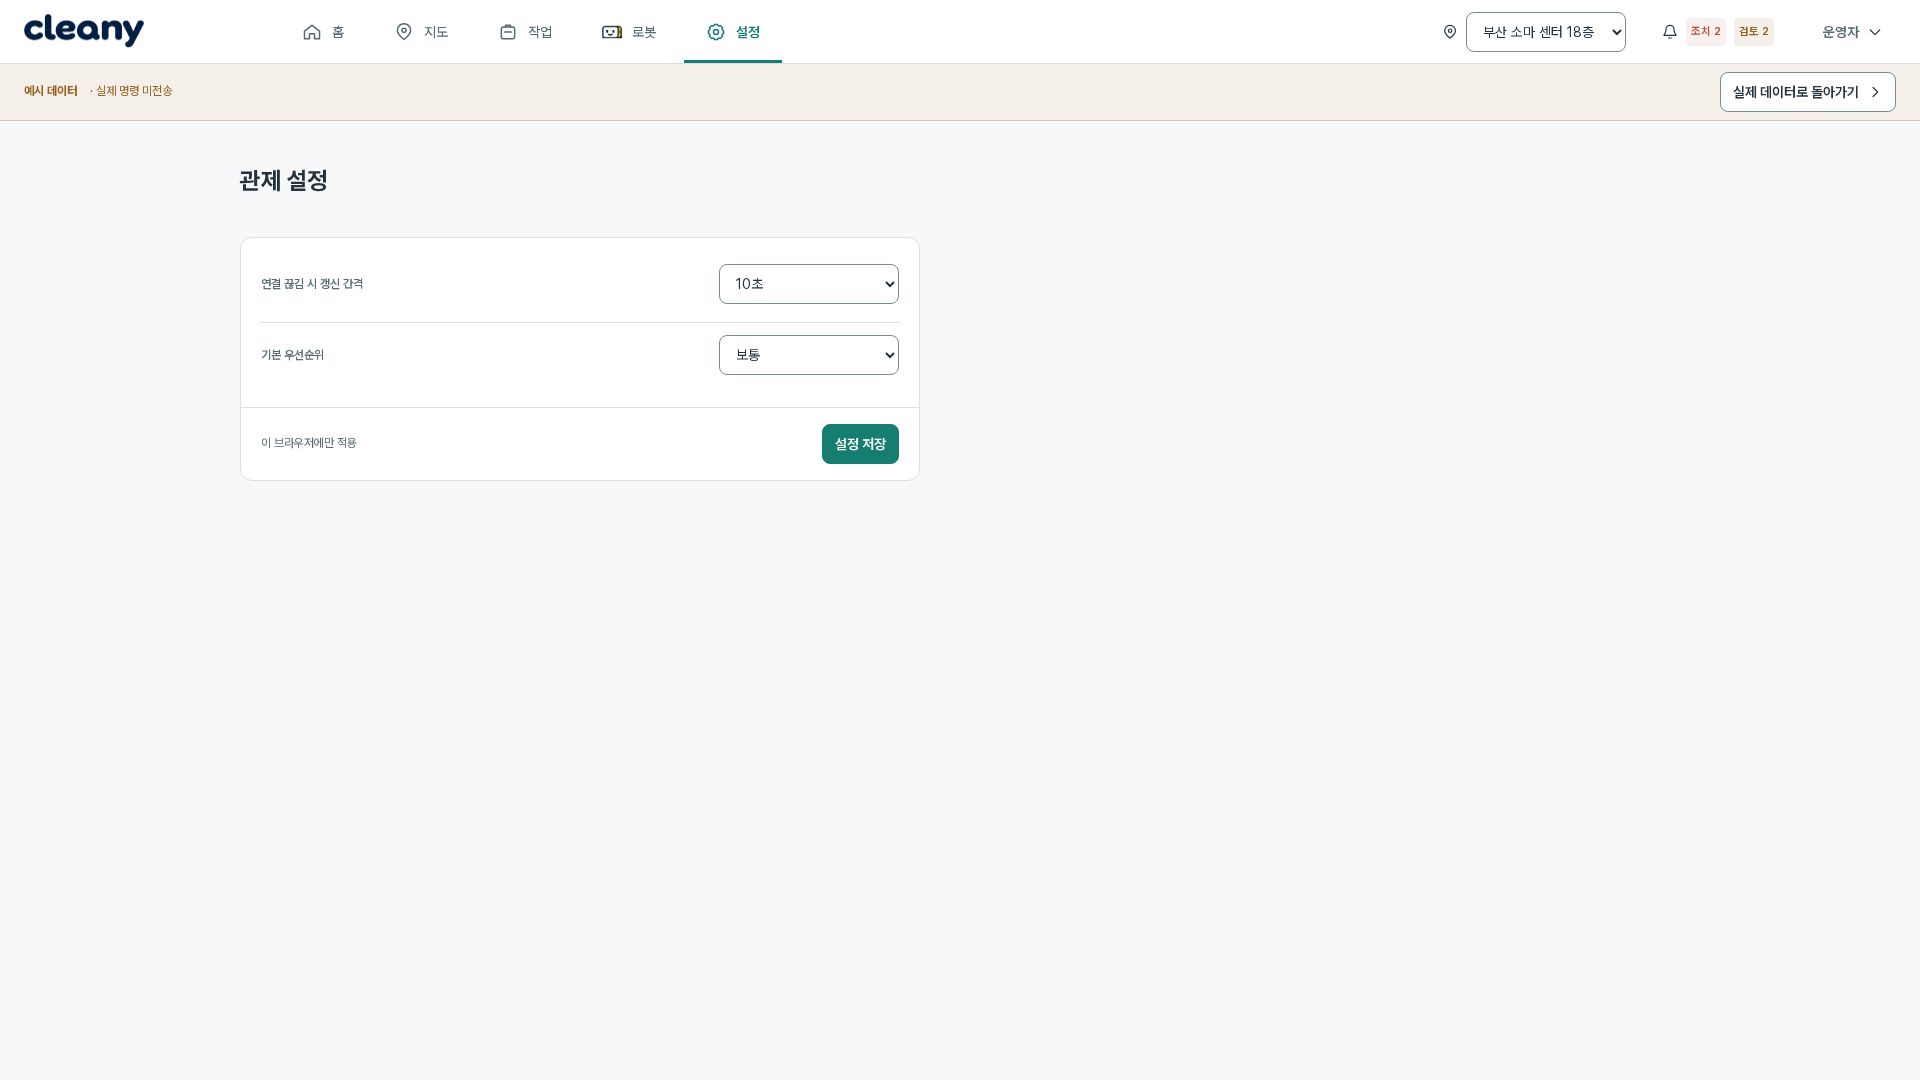 cleany 홈 지도 작업 로봇 설정 부산 소마 센터 18층 조치 2 검토 2 운영자
예시 데이터 · 실제 명령 미전송 실제 데이터로 돌아가기
관제 설정
연결 끊김 시 갱신 간격 10초
기본 우선순위 보통
이 브라우저에만 적용 설정 저장